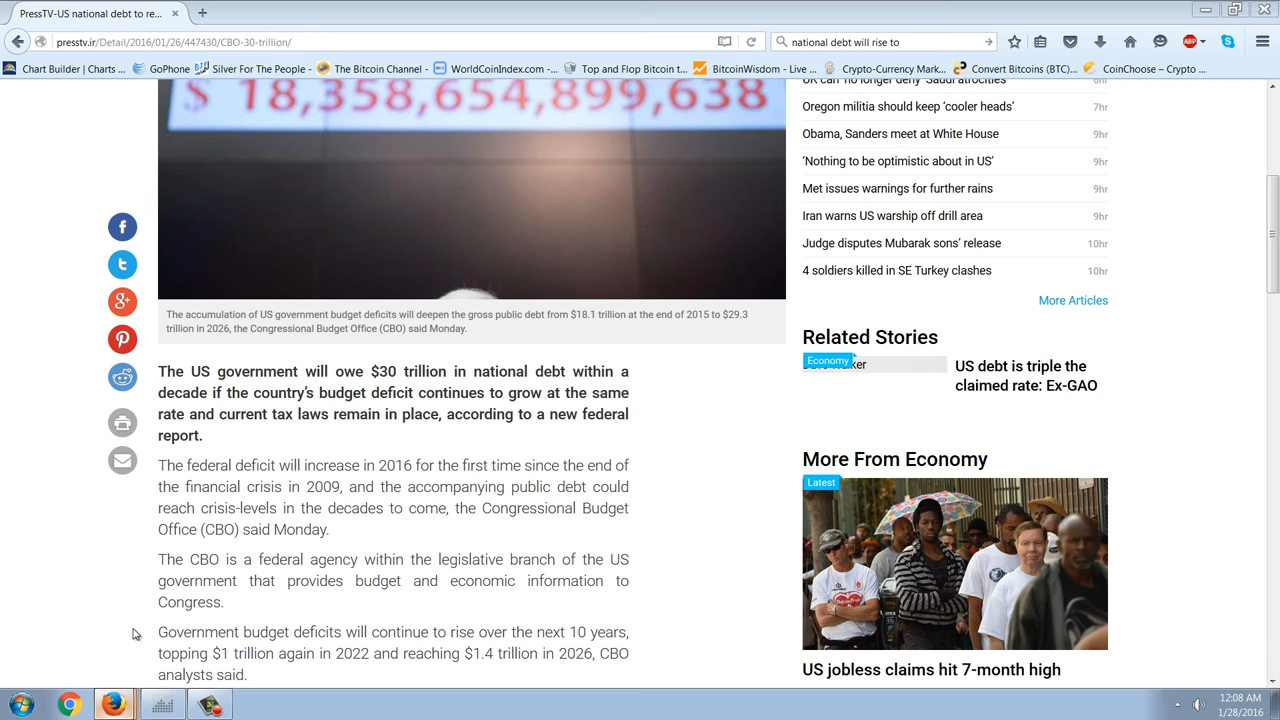 PressTV-US national debt to re...
presstv.ir/Detail/2016/01/26/447430/CBO-30-trillion/
national debt will rise to
ABP
Chart Builder | Charts ...
GoPhone
Silver For The People - ...
The Bitcoin Channel - ...
WorldCoinIndex.com -...
Top and Flop Bitcoin t...
BitcoinWisdom - Live ...
Crypto-Currency Mark...
Convert Bitcoins (BTC)...
CoinChoose – Crypto ...
UK can 'no longer deny' Saudi atrocities
Oregon militia should keep ‘cooler heads’ 7hr
Obama, Sanders meet at White House 9hr
‘Nothing to be optimistic about in US’ 9hr
Met issues warnings for further rains 9hr
Iran warns US warship off drill area 9hr
Judge disputes Mubarak sons’ release 10hr
4 soldiers killed in SE Turkey clashes 10hr
More Articles
The accumulation of US government budget deficits will deepen the gross public debt from $18.1 trillion at the end of 2015 to $29.3
trillion in 2026, the Congressional Budget Office (CBO) said Monday.
The US government will owe $30 trillion in national debt within a
decade if the country’s budget deficit continues to grow at the same
rate and current tax laws remain in place, according to a new federal
report.
The federal deficit will increase in 2016 for the first time since the end of
the financial crisis in 2009, and the accompanying public debt could
reach crisis-levels in the decades to come, the Congressional Budget
Office (CBO) said Monday.
The CBO is a federal agency within the legislative branch of the US
government that provides budget and economic information to
Congress.
Government budget deficits will continue to rise over the next 10 years,
topping $1 trillion again in 2022 and reaching $1.4 trillion in 2026, CBO
analysts said.
Related Stories
Economy
US debt is triple the
claimed rate: Ex-GAO
More From Economy
Latest
US jobless claims hit 7-month high
12:08 AM
1/28/2016